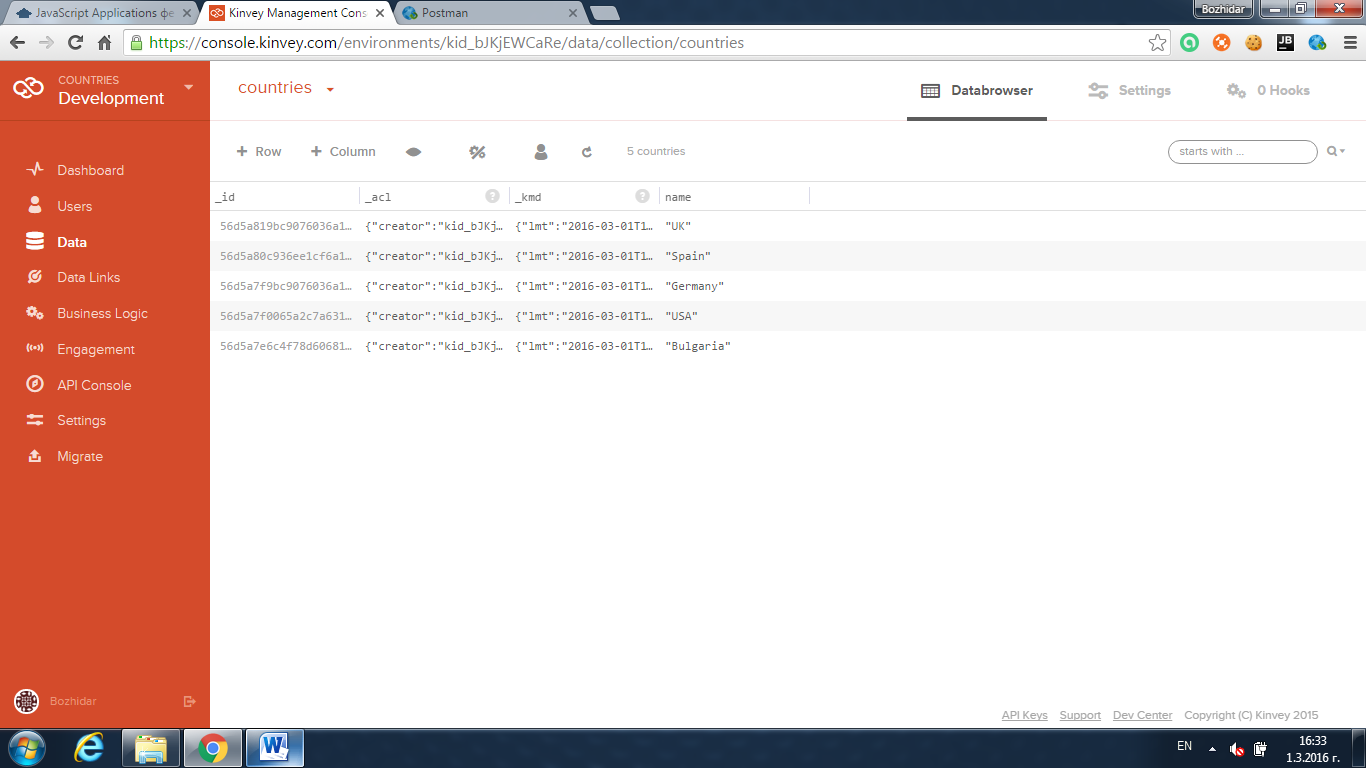 JavaScript Applications фе
Kinvey Management Cons
Postman
Bozhidar
https://console.kinvey.com/environments/kid_bJKjEWCaRe/data/collection/countries
COUNTRIES
Development
countries
Databrowser
Settings
0 Hooks
+ Row
+ Column
5 countries
starts with ...
Dashboard
Users
Data
Data Links
Business Logic
Engagement
API Console
Settings
Migrate
_id _acl ? _kmd ? name
56d5a819bc9076036a1… {"creator":"kid_bJKj… {"lmt":"2016-03-01T1… "UK"
56d5a80c936ee1cf6a1… {"creator":"kid_bJKj… {"lmt":"2016-03-01T1… "Spain"
56d5a7f9bc9076036a1… {"creator":"kid_bJKj… {"lmt":"2016-03-01T1… "Germany"
56d5a7f0065a2c7a631… {"creator":"kid_bJKj… {"lmt":"2016-03-01T1… "USA"
56d5a7e6c4f78d60681… {"creator":"kid_bJKj… {"lmt":"2016-03-01T1… "Bulgaria"
Bozhidar
API Keys Support Dev Center Copyright (C) Kinvey 2015
EN
16:33
1.3.2016 г.